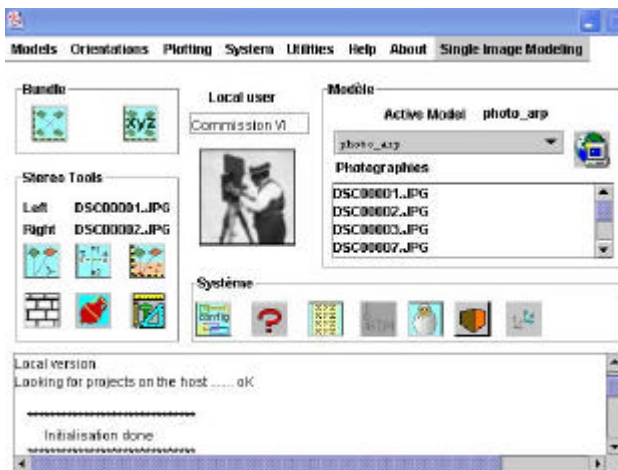 Models Orientations Plotting System Utilities Help About Single Image Modeling
Bundle
xyz
Local user
Commission VI
Modèle
Active Model photo_arp
photo_arp
Photographies
DSC00001..JPG
DSC00002..JPG
DSC00003..JPG
DSC00007..JPG
Stereo Tools
Left DSC00001..JPG
Right DSC00002..JPG
Système
config
?
Local version
Looking for projects on the host ...... oK
Initialisation done